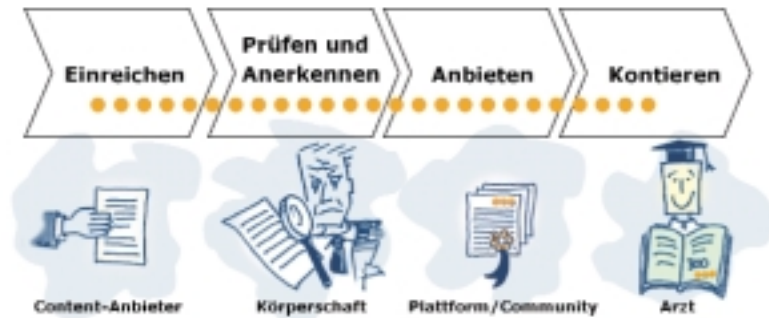 Einreichen
Prüfen und
Anerkennen
Anbieten
Kontieren
Content-Anbieter
Körperschaft
Plattform/Community
Arzt